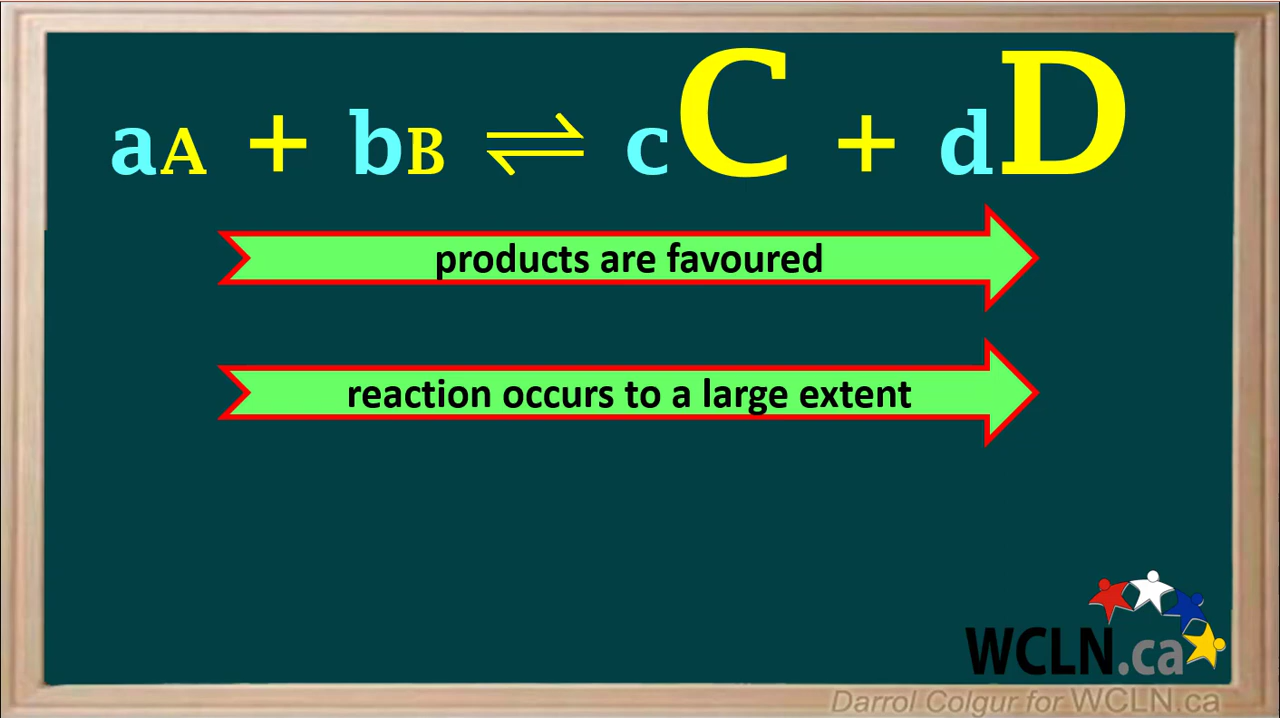 aA + bB ⇌ cC + dD
products are favoured
reaction occurs to a large extent
WCLN.ca
Darrol Colgur for WCLN.ca